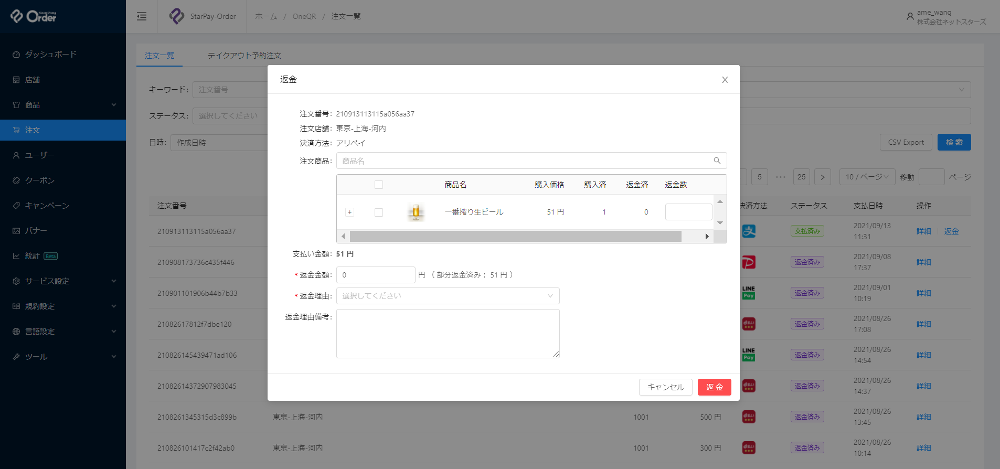 Order
StarPay-Order
ホーム / OneQR / 注文一覧
ame_wang
株式会社ネットスターズ
ダッシュボード
店舗
商品
注文
ユーザー
クーポン
キャンペーン
バナー
統計 Beta
サービス設定
規約設定
言語設定
ツール
注文一覧 テイクアウト予約注文
キーワード: 注文番号
ステータス: 選択してください
日時: 作成日時
CSV Export 検 索
5 ··· 25 > 10 / ページ 移動 ページ
注文番号 決済方法 ステータス 支払日時 操作
210913113115a056aa37 支払済み 2021/09/13 11:31 詳細 返金
210908173736c435f446 返金済み 2021/09/08 17:37 詳細
210901101906b44b7b33 LINE Pay 返金済み 2021/09/01 10:19 詳細
21082617812f7dbe120 d払い 返金済み 2021/08/26 17:08 詳細
210826145439471ad106 LINE Pay 返金済み 2021/08/26 14:54 詳細
21082614372907983045 d払い 返金済み 2021/08/26 14:37 詳細
2108261345315d3c899b 東京-上海-河内 1001 500 円 d払い 返金済み 2021/08/26 13:45 詳細
210826101417c2f42ab0 東京-上海-河内 1001 300 円 d払い 返金済み 2021/08/26 10:14 詳細
返金
注文番号: 210913113115a056aa37
注文店舗: 東京-上海-河内
決済方法: アリペイ
注文商品: 商品名
商品名 購入価格 購入済 返金済 返金数
+ 一番搾り生ビール 51 円 1 0
支払い金額: 51 円
* 返金金額: 0 円 （ 部分返金済み： 51 円 ）
* 返金理由: 選択してください
返金理由備考:
キャンセル 返 金